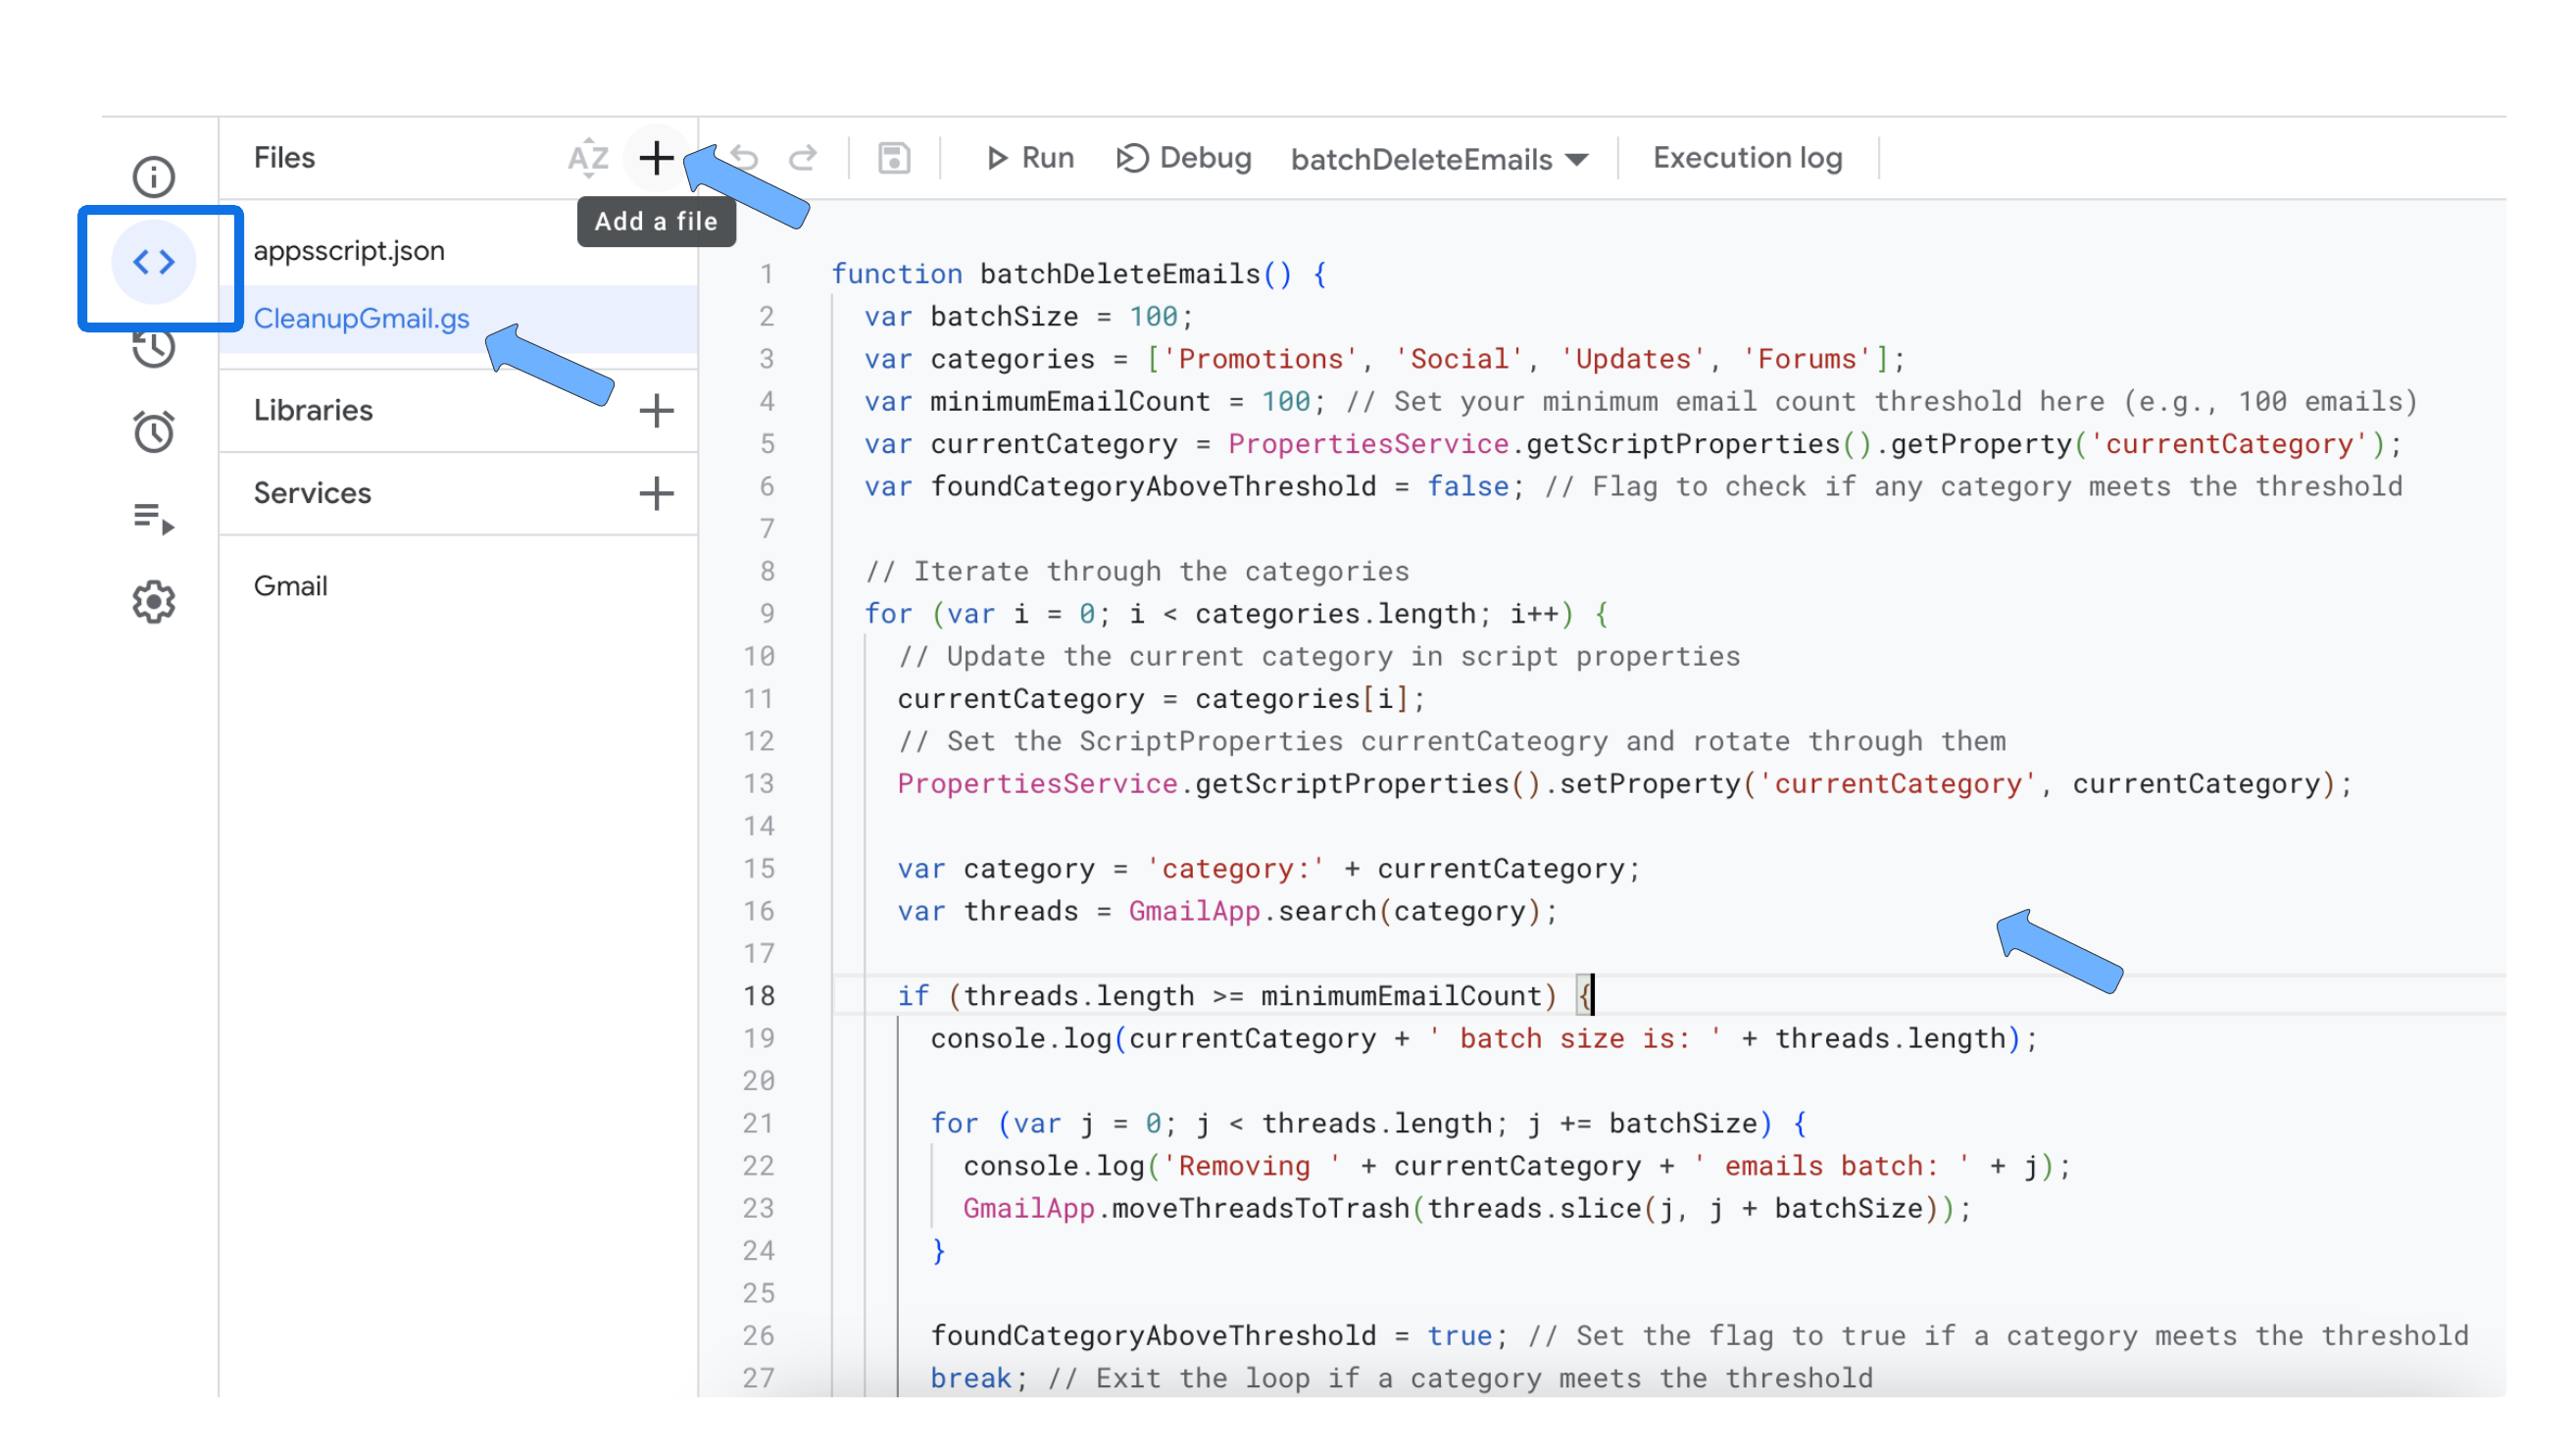 Files
AZ
Run
Debug
batchDeleteEmails
Execution log
Add a file
appsscript.json
CleanupGmail.gs
Libraries
Services
Gmail
1 function batchDeleteEmails() {
2 var batchSize = 100;
3 var categories = ['Promotions', 'Social', 'Updates', 'Forums'];
4 var minimumEmailCount = 100; // Set your minimum email count threshold here (e.g., 100 emails)
5 var currentCategory = PropertiesService.getScriptProperties().getProperty('currentCategory');
6 var foundCategoryAboveThreshold = false; // Flag to check if any category meets the threshold
7
8 // Iterate through the categories
9 for (var i = 0; i < categories.length; i++) {
10 // Update the current category in script properties
11 currentCategory = categories[i];
12 // Set the ScriptProperties currentCateogry and rotate through them
13 PropertiesService.getScriptProperties().setProperty('currentCategory', currentCategory);
14
15 var category = 'category:' + currentCategory;
16 var threads = GmailApp.search(category);
17
18 if (threads.length >= minimumEmailCount) {
19 console.log(currentCategory + ' batch size is: ' + threads.length);
20
21 for (var j = 0; j < threads.length; j += batchSize) {
22 console.log('Removing ' + currentCategory + ' emails batch: ' + j);
23 GmailApp.moveThreadsToTrash(threads.slice(j, j + batchSize));
24 }
25
26 foundCategoryAboveThreshold = true; // Set the flag to true if a category meets the threshold
27 break; // Exit the loop if a category meets the threshold